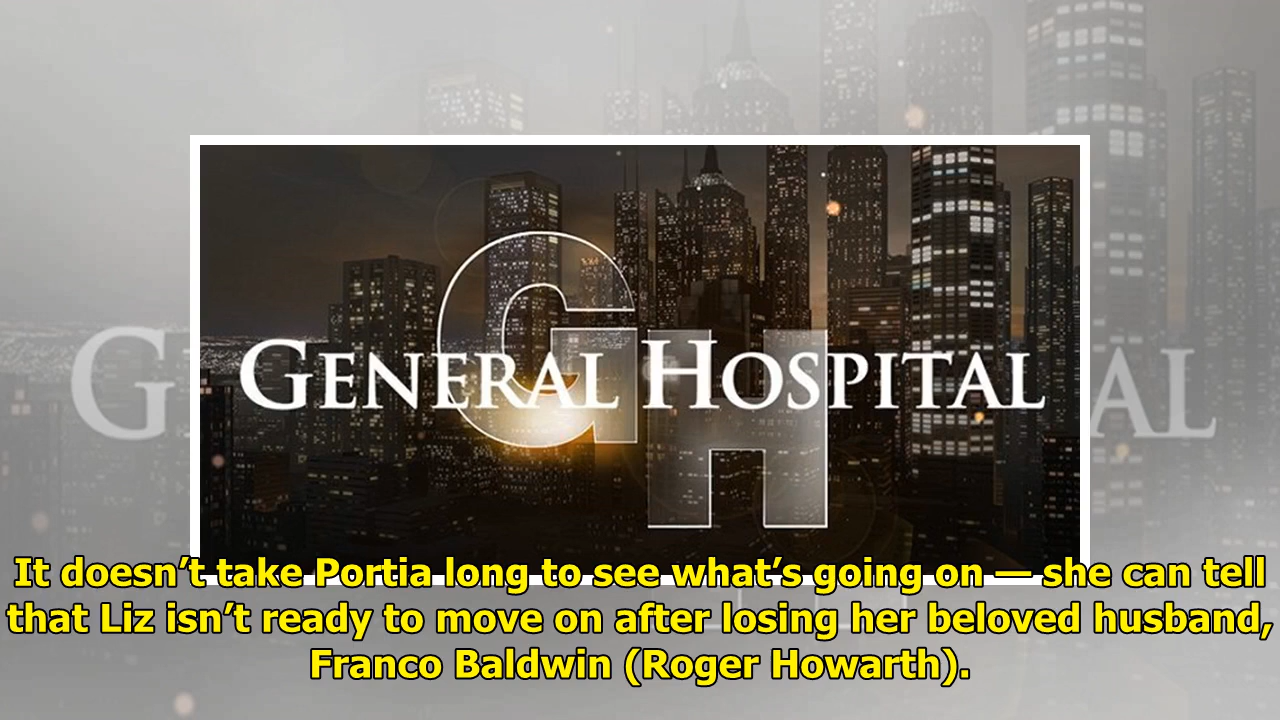 G AL
GH
GENERAL HOSPITAL
It doesn’t take Portia long to see what’s going on — she can tell
that Liz isn’t ready to move on after losing her beloved husband,
Franco Baldwin (Roger Howarth).